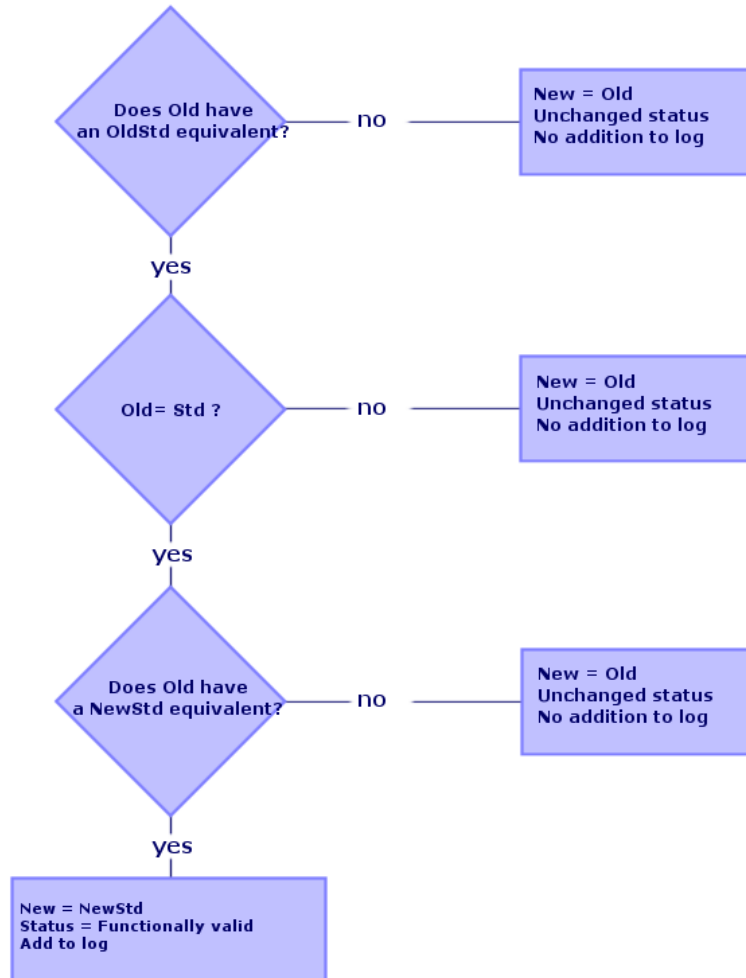 Does Old have
an OldStd equivalent?
no
New = Old
Unchanged status
No addition to log
yes
Old= Std ?
no
New = Old
Unchanged status
No addition to log
yes
Does Old have
a NewStd equivalent?
no
New = Old
Unchanged status
No addition to log
yes
New = NewStd
Status = Functionally valid
Add to log